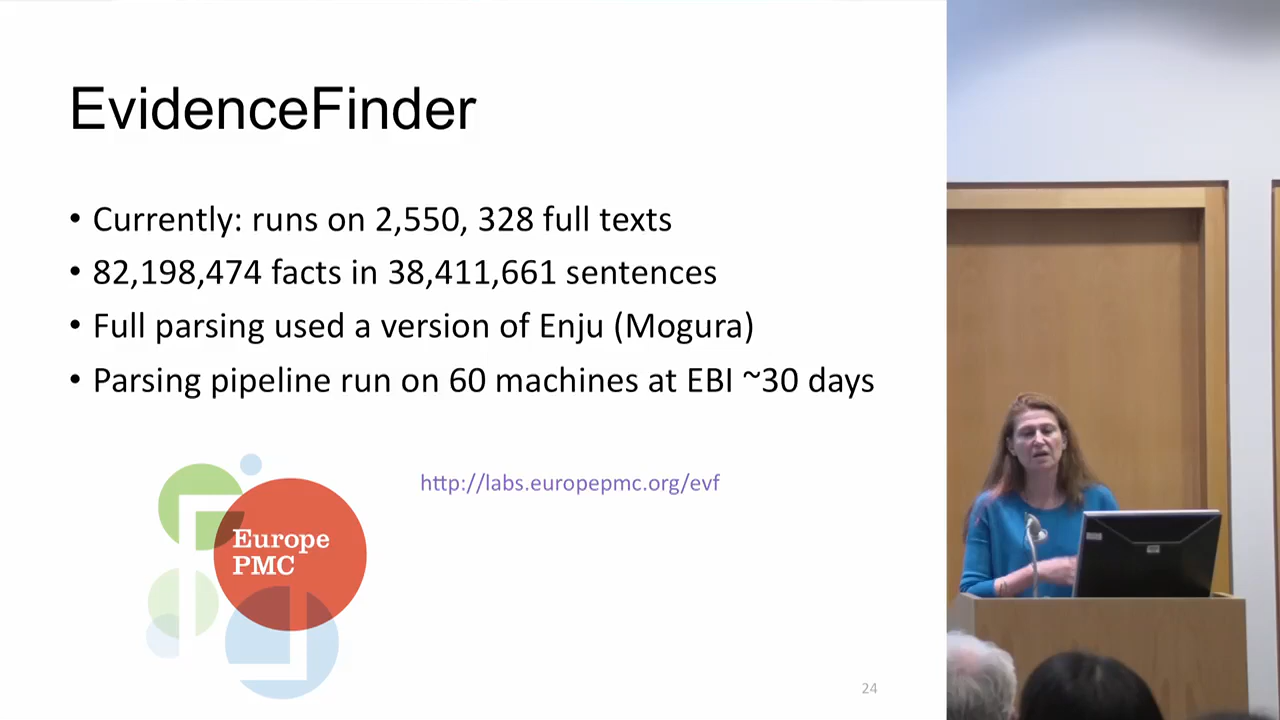 EvidenceFinder
• Currently: runs on 2,550, 328 full texts
• 82,198,474 facts in 38,411,661 sentences
• Full parsing used a version of Enju (Mogura)
• Parsing pipeline run on 60 machines at EBI ~30 days
http://labs.europepmc.org/evf
Europe
PMC
24